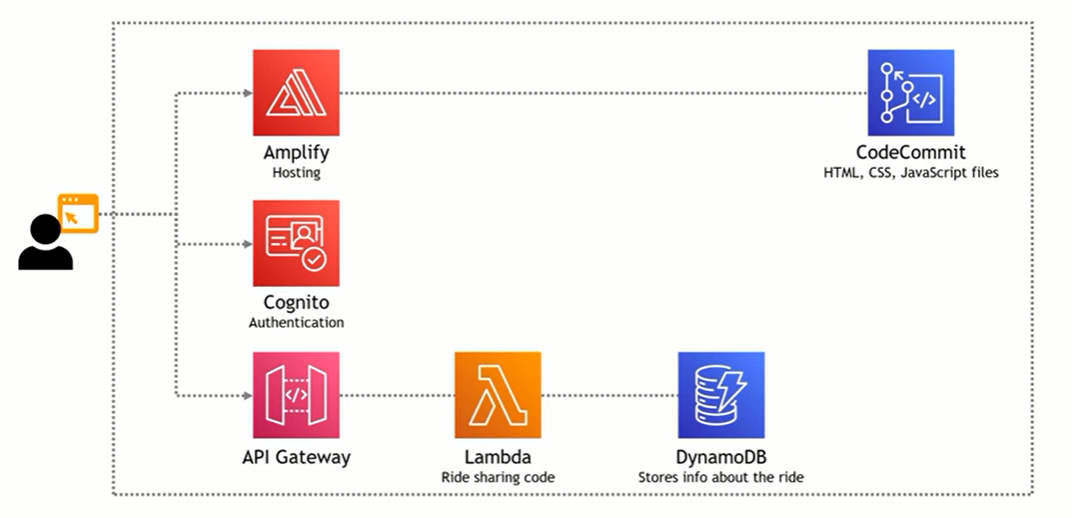 Amplify
Hosting
CodeCommit
HTML, CSS, JavaScript files
</>
Cognito
Authentication
API Gateway
</>
Lambda
Ride sharing code
DynamoDB
Stores info about the ride